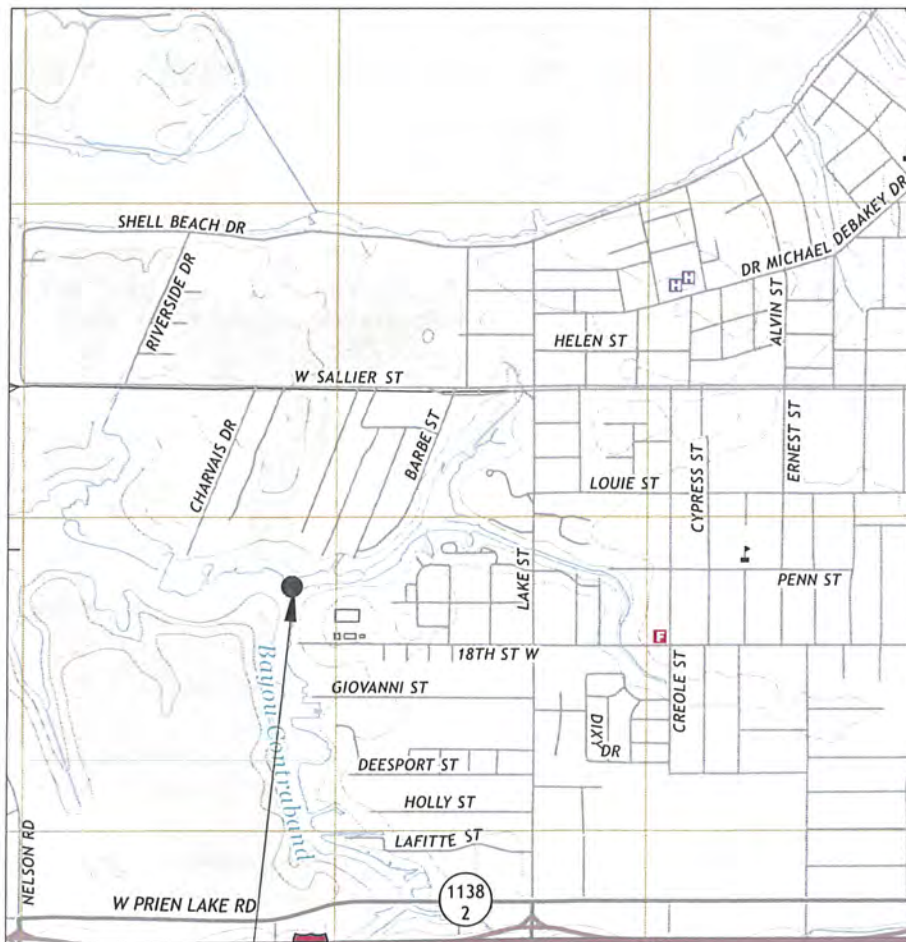 SHELL BEACH DR
RIVERSIDE DR
DR MICHAEL DEBAKEY DR
H
H
ALVIN ST
HELEN ST
W SALLIER ST
CHARVAIS DR
BARBE ST
LOUIE ST
CYPRESS ST
ERNEST ST
LAKE ST
PENN ST
F
18TH ST W
Bayou Contraband
GIOVANNI ST
CREOLE ST
DIXY DR
DEESPORT ST
HOLLY ST
LAFITTE ST
NELSON RD
W PRIEN LAKE RD
1138
2